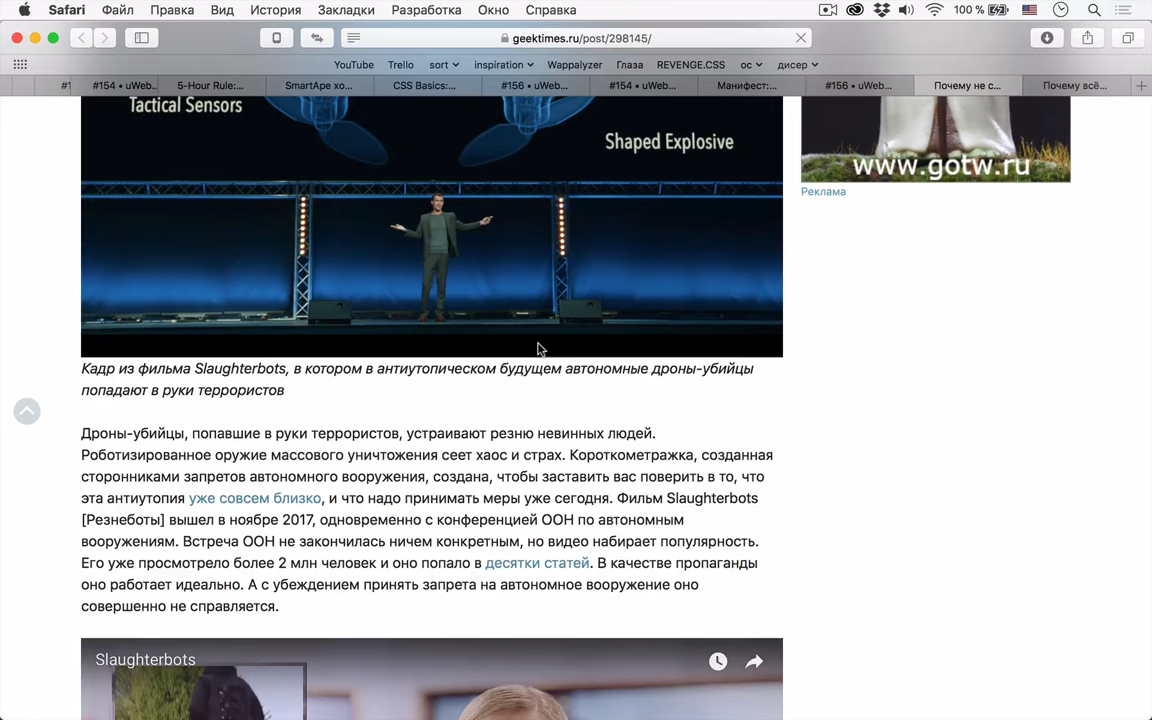 Safari Файл Правка Вид История Закладки Разработка Окно Справка 100 %
geektimes.ru/post/298145/
YouTube Trello sort inspiration Wappalyzer Глаза REVENGE.CSS ос дисер
#1 #154 – uWeb... 5-Hour Rule:... SmartApe хо... CSS Basics:... #156 – uWeb... #154 – uWeb... Манифест:... #156 – uWeb... Почему не с... Почему всё...
Tactical Sensors
Shaped Explosive
www.gotw.ru
Реклама
Кадр из фильма Slaughterbots, в котором в антиутопическом будущем автономные дроны-убийцы
попадают в руки террористов
Дроны-убийцы, попавшие в руки террористов, устраивают резню невинных людей.
Роботизированное оружие массового уничтожения сеет хаос и страх. Короткометражка, созданная
сторонниками запретов автономного вооружения, создана, чтобы заставить вас поверить в то, что
эта антиутопия уже совсем близко, и что надо принимать меры уже сегодня. Фильм Slaughterbots
[Резнеботы] вышел в ноябре 2017, одновременно с конференцией ООН по автономным
вооружениям. Встреча ООН не закончилась ничем конкретным, но видео набирает популярность.
Его уже просмотрело более 2 млн человек и оно попало в десятки статей. В качестве пропаганды
оно работает идеально. А с убеждением принять запрета на автономное вооружение оно
совершенно не справляется.
Slaughterbots